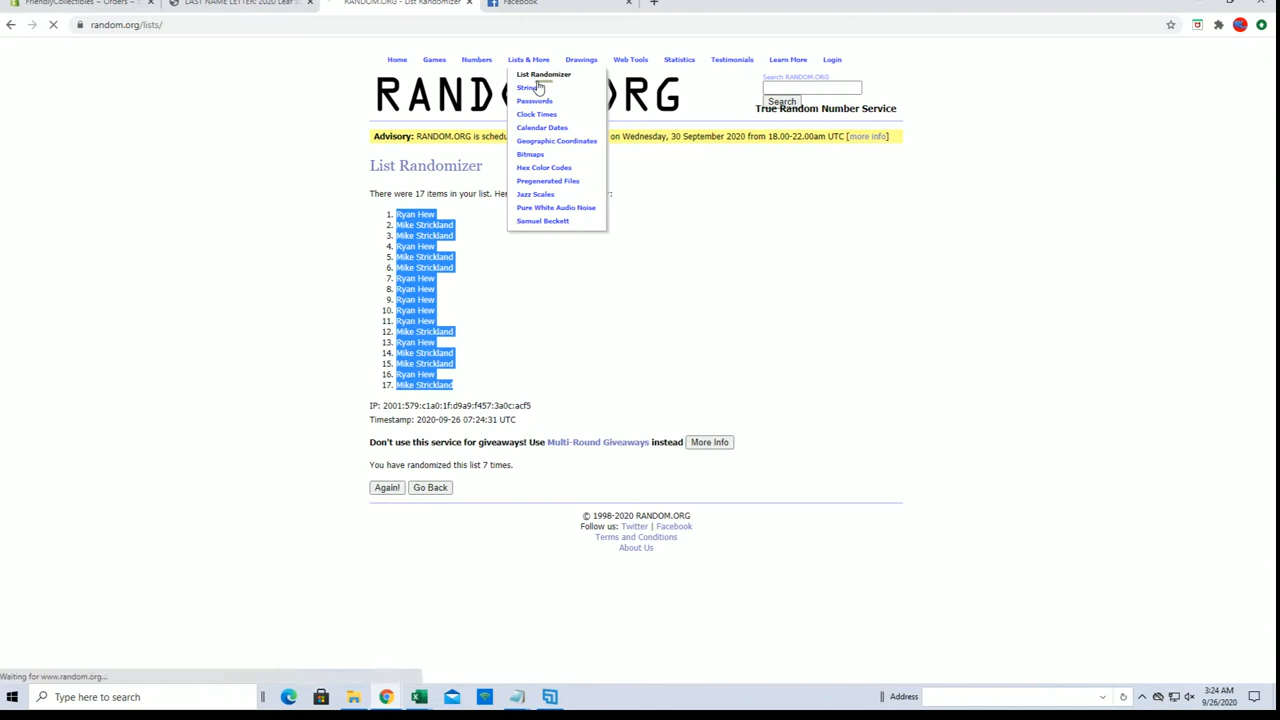 FriendlyCollectibles ~ Orders ~
LAST NAME LETTER: 2020 Leaf
RANDOM.ORG - List Randomizer
Facebook
random.org/lists/
Home Games Numbers Lists & More Drawings Web Tools Statistics Testimonials Learn More Login
List Randomizer
Strings
Passwords
Clock Times
Calendar Dates
Geographic Coordinates
Bitmaps
Hex Color Codes
Pregenerated Files
Jazz Scales
Pure White Audio Noise
Samuel Beckett
Search RANDOM.ORG
Search
True Random Number Service
Advisory: RANDOM.ORG is on Wednesday, 30 September 2020 from 18.00-22.00am UTC [more info]
List Randomizer
There were 17 items in your list.
1. Ryan Hew
2. Mike Strickland
3. Mike Strickland
4. Ryan Hew
5. Mike Strickland
6. Mike Strickland
7. Ryan Hew
8. Ryan Hew
9. Ryan Hew
10. Ryan Hew
11. Ryan Hew
12. Mike Strickland
13. Ryan Hew
14. Mike Strickland
15. Mike Strickland
16. Ryan Hew
17. Mike Strickland
IP: 2001:579:c1a0:1f:d9a9:f457:3a0c:acf5
Timestamp: 2020-09-26 07:24:31 UTC
Don't use this service for giveaways! Use Multi-Round Giveaways instead More Info
You have randomized this list 7 times.
Again! Go Back
© 1998-2020 RANDOM.ORG
Follow us: Twitter | Facebook
Terms and Conditions
About Us
Waiting for www.random.org...
Type here to search
Address
3:24 AM
9/26/2020